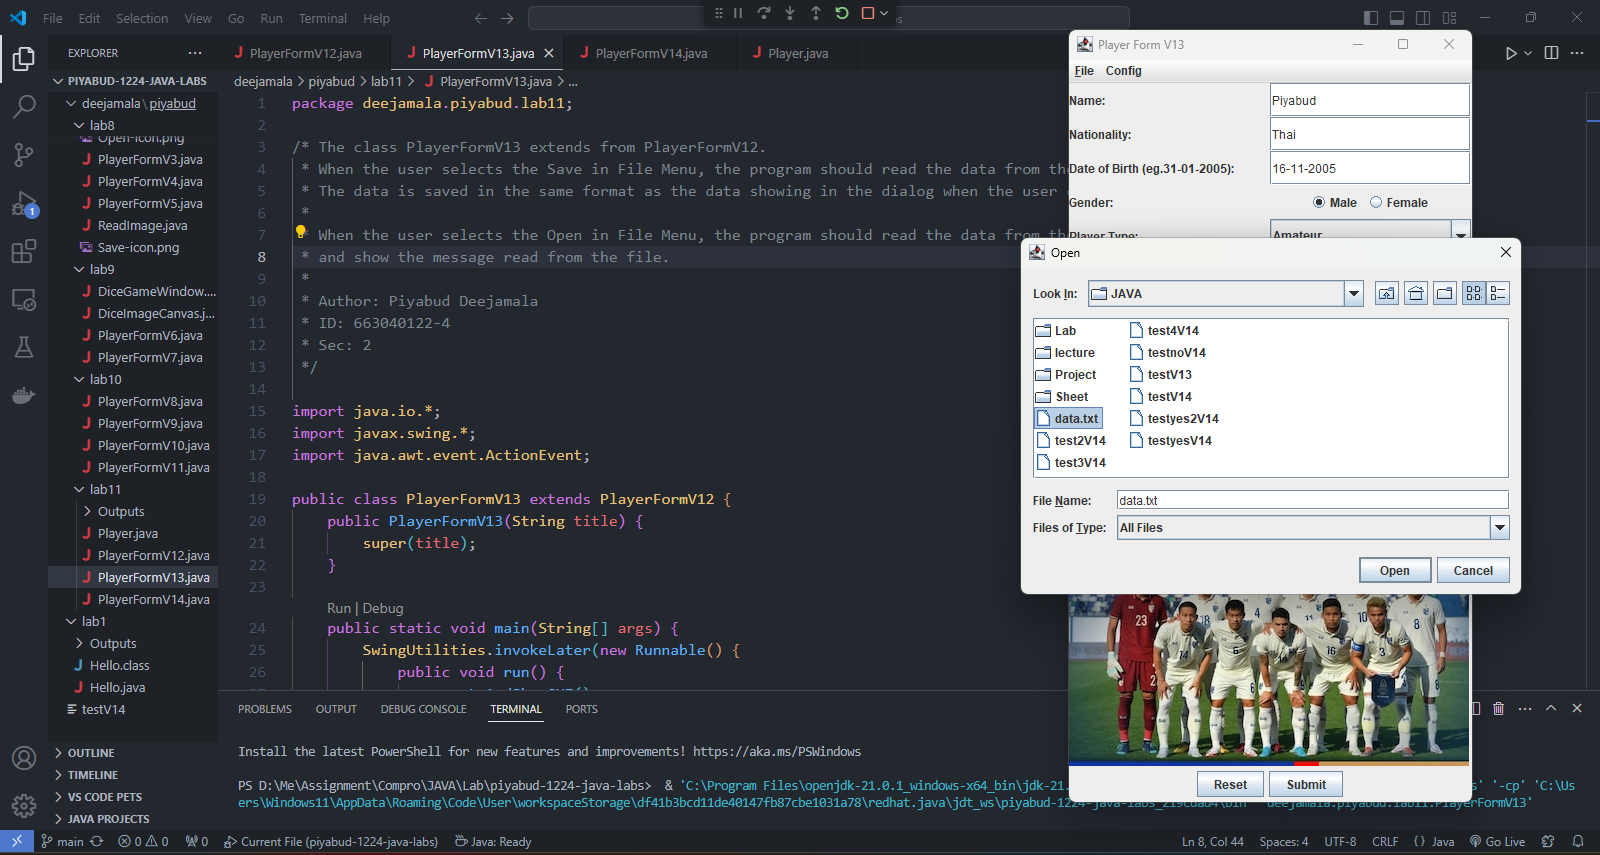 File Edit Selection View Go Run Terminal Help
EXPLORER
PIYABUD-1224-JAVA-LABS
deejamala\piyabud
lab8
Open-icon.png
PlayerFormV3.java
PlayerFormV4.java
PlayerFormV5.java
ReadImage.java
Save-icon.png
lab9
DiceGameWindow....
DiceImageCanvas.j...
PlayerFormV6.java
PlayerFormV7.java
lab10
PlayerFormV8.java
PlayerFormV9.java
PlayerFormV10.java
PlayerFormV11.java
lab11
Outputs
Player.java
PlayerFormV12.java
PlayerFormV13.java
PlayerFormV14.java
lab1
Outputs
Hello.class
Hello.java
testV14
OUTLINE
TIMELINE
VS CODE PETS
JAVA PROJECTS
PlayerFormV12.java PlayerFormV13.java PlayerFormV14.java Player.java
deejamala > piyabud > lab11 > PlayerFormV13.java > ...
1 package deejamala.piyabud.lab11;
2
3 /* The class PlayerFormV13 extends from PlayerFormV12.
4 * When the user selects the Save in File Menu, the program should read the data from th
5 * The data is saved in the same format as the data showing in the dialog when the user
6 *
7 * When the user selects the Open in File Menu, the program should read the data from th
8 * and show the message read from the file.
9 *
10 * Author: Piyabud Deejamala
11 * ID: 663040122-4
12 * Sec: 2
13 */
14
15 import java.io.*;
16 import javax.swing.*;
17 import java.awt.event.ActionEvent;
18
19 public class PlayerFormV13 extends PlayerFormV12 {
20 public PlayerFormV13(String title) {
21 super(title);
22 }
23
Run | Debug
24 public static void main(String[] args) {
25 SwingUtilities.invokeLater(new Runnable() {
26 public void run() {
PROBLEMS OUTPUT DEBUG CONSOLE TERMINAL PORTS
Install the latest PowerShell for new features and improvements! https://aka.ms/PSWindows
PS D:\Me\Assignment\Compro\JAVA\Lab\piyabud-1224-java-labs> & 'C:\Program Files\openjdk-21.0.1_windows-x64_bin\jdk-21. s' '-cp' 'C:\Us
ers\Windows11\AppData\Roaming\Code\User\workspaceStorage\df41b3bcd11de40147fb87cbe1031a78\redhat.java\jdt_ws\piyabud-1224-java-labs_219cdad4\bin' 'deejamala.piyabud.lab11.PlayerFormV13'
main 0 0 0 Current File (piyabud-1224-java-labs) Java: Ready Ln 8, Col 44 Spaces: 4 UTF-8 CRLF {} Java Go Live
Player Form V13
File Config
Name: Piyabud
Nationality: Thai
Date of Birth (eg.31-01-2005): 16-11-2005
Gender: Male Female
Player Type: Amateur
Open
Look In: JAVA
Lab
lecture
Project
Sheet
data.txt
test2V14
test3V14
test4V14
testnoV14
testV13
testV14
testyes2V14
testyesV14
File Name: data.txt
Files of Type: All Files
Open Cancel
Reset Submit